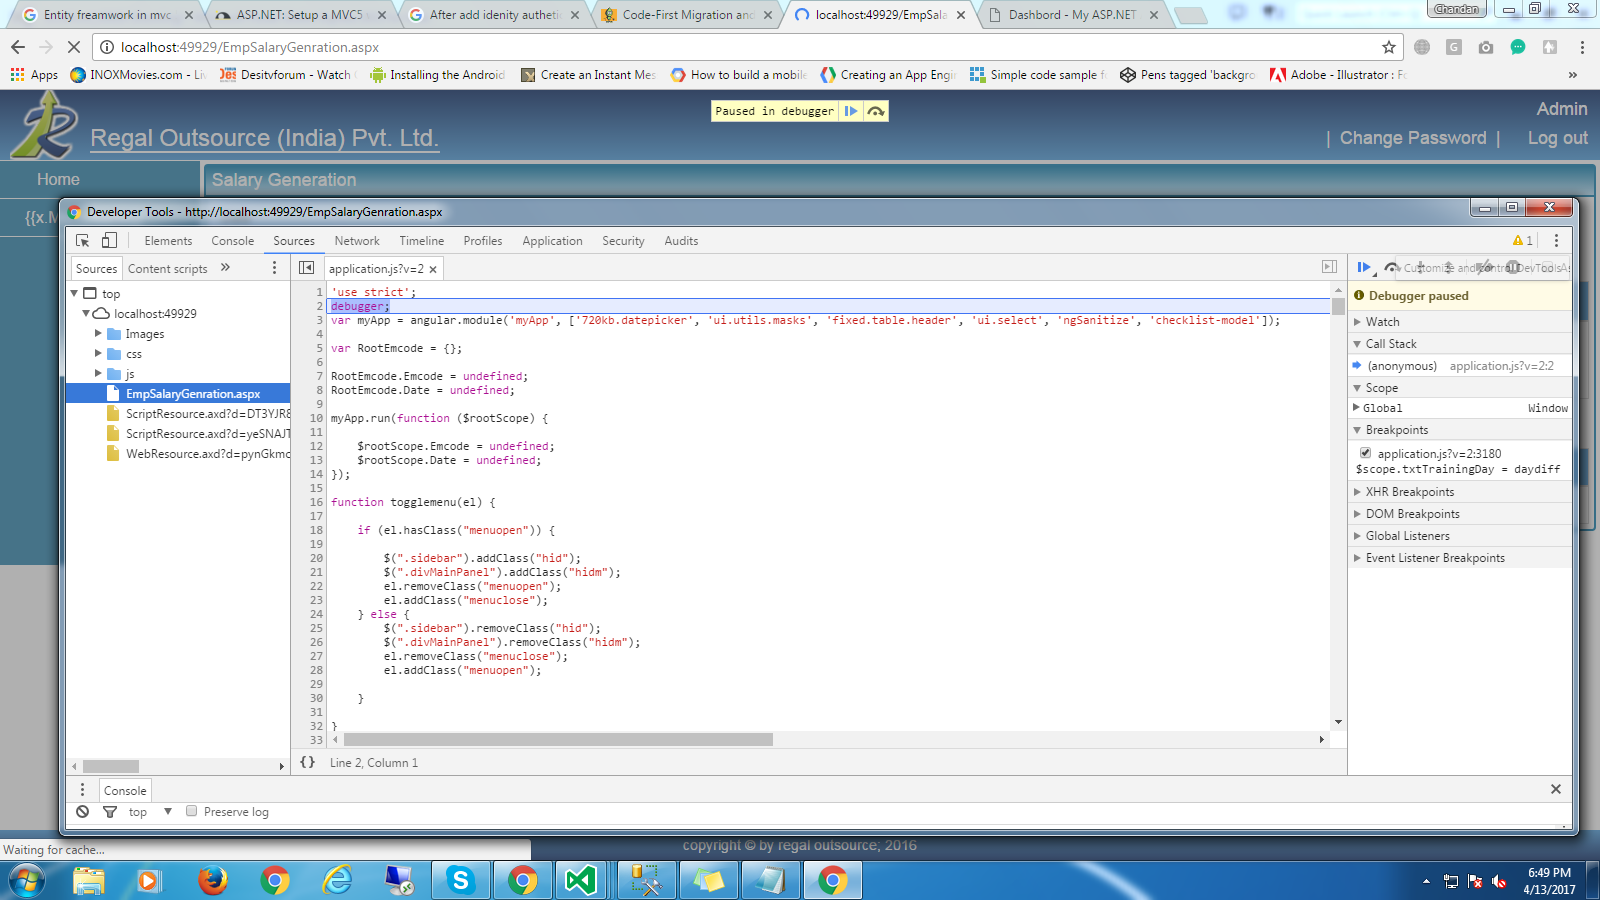 Entity freamwork in mvc
ASP.NET: Setup a MVC5 w
After add idenity autheti
Code-First Migration and
localhost:49929/EmpSala
Dashbord - My ASP.NET
Chandan
localhost:49929/EmpSalaryGenration.aspx
Apps
INOXMovies.com - Liv
Desitvforum - Watch
Installing the Android
Create an Instant Mes
How to build a mobile
Creating an App Engi
Simple code sample f
Pens tagged 'backgro
Adobe - Illustrator : Fo
»
Paused in debugger
Admin
Regal Outsource (India) Pvt. Ltd.
| Change Password |
Log out
Home
Salary Generation
{{x.M
Developer Tools - http://localhost:49929/EmpSalaryGenration.aspx
Elements Console Sources Network Timeline Profiles Application Security Audits
1
Sources Content scripts »
application.js?v=2 ×
Customize and control DevTools
top
localhost:49929
Images
css
js
EmpSalaryGenration.aspx
ScriptResource.axd?d=DT3YJR8
ScriptResource.axd?d=yeSNAJT
WebResource.axd?d=pynGkmc
1 'use strict';
2 debugger;
3 var myApp = angular.module('myApp', ['720kb.datepicker', 'ui.utils.masks', 'fixed.table.header', 'ui.select', 'ngSanitize', 'checklist-model']);
4
5 var RootEmcode = {};
6
7 RootEmcode.Emcode = undefined;
8 RootEmcode.Date = undefined;
9
10 myApp.run(function ($rootScope) {
11
12 $rootScope.Emcode = undefined;
13 $rootScope.Date = undefined;
14 });
15
16 function togglemenu(el) {
17
18 if (el.hasClass("menuopen")) {
19
20 $(".sidebar").addClass("hid");
21 $(".divMainPanel").addClass("hidm");
22 el.removeClass("menuopen");
23 el.addClass("menuclose");
24 } else {
25 $(".sidebar").removeClass("hid");
26 $(".divMainPanel").removeClass("hidm");
27 el.removeClass("menuclose");
28 el.addClass("menuopen");
29
30 }
31
32 }
33
{} Line 2, Column 1
Debugger paused
Watch
Call Stack
(anonymous) application.js?v=2:2
Scope
Global Window
Breakpoints
application.js?v=2:3180
$scope.txtTrainingDay = daydiff
XHR Breakpoints
DOM Breakpoints
Global Listeners
Event Listener Breakpoints
Console
top
Preserve log
Waiting for cache...
copyright © by regal outsource; 2016
6:49 PM
4/13/2017